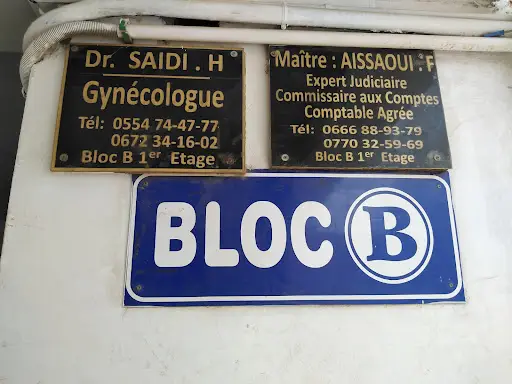 Dr. SAIDI . H
Gynécologue
Tél: 0554 74-47-77
0672 34-16-02
Bloc B 1er Etage
Maître : AISSAOUI . F
Expert Judiciaire
Commissaire aux Comptes
Comptable Agrée
Tél: 0666 88-93-79
0770 32-59-69
Bloc B 1er Etage
BLOC B